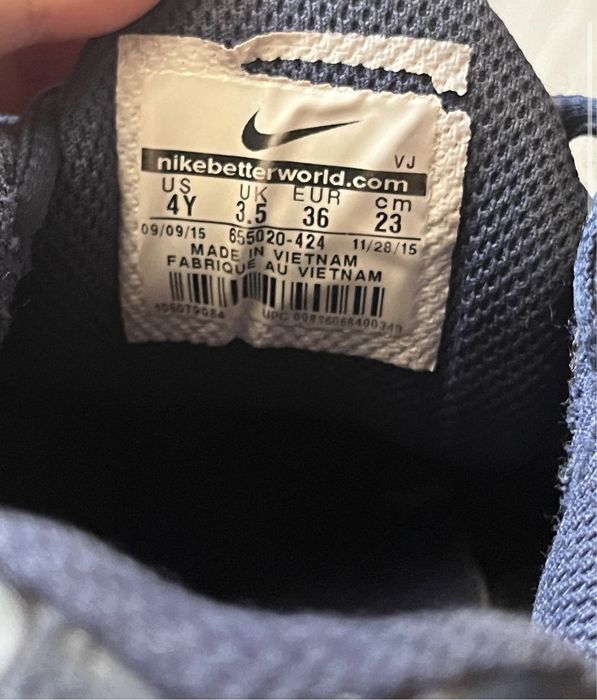 VJ
nikebetterworld.com
US UK EUR cm
4Y 3.5 36 23
09/09/15 655020-424 11/28/15
MADE IN VIETNAM
FABRIQUE AU VIETNAM
UPC